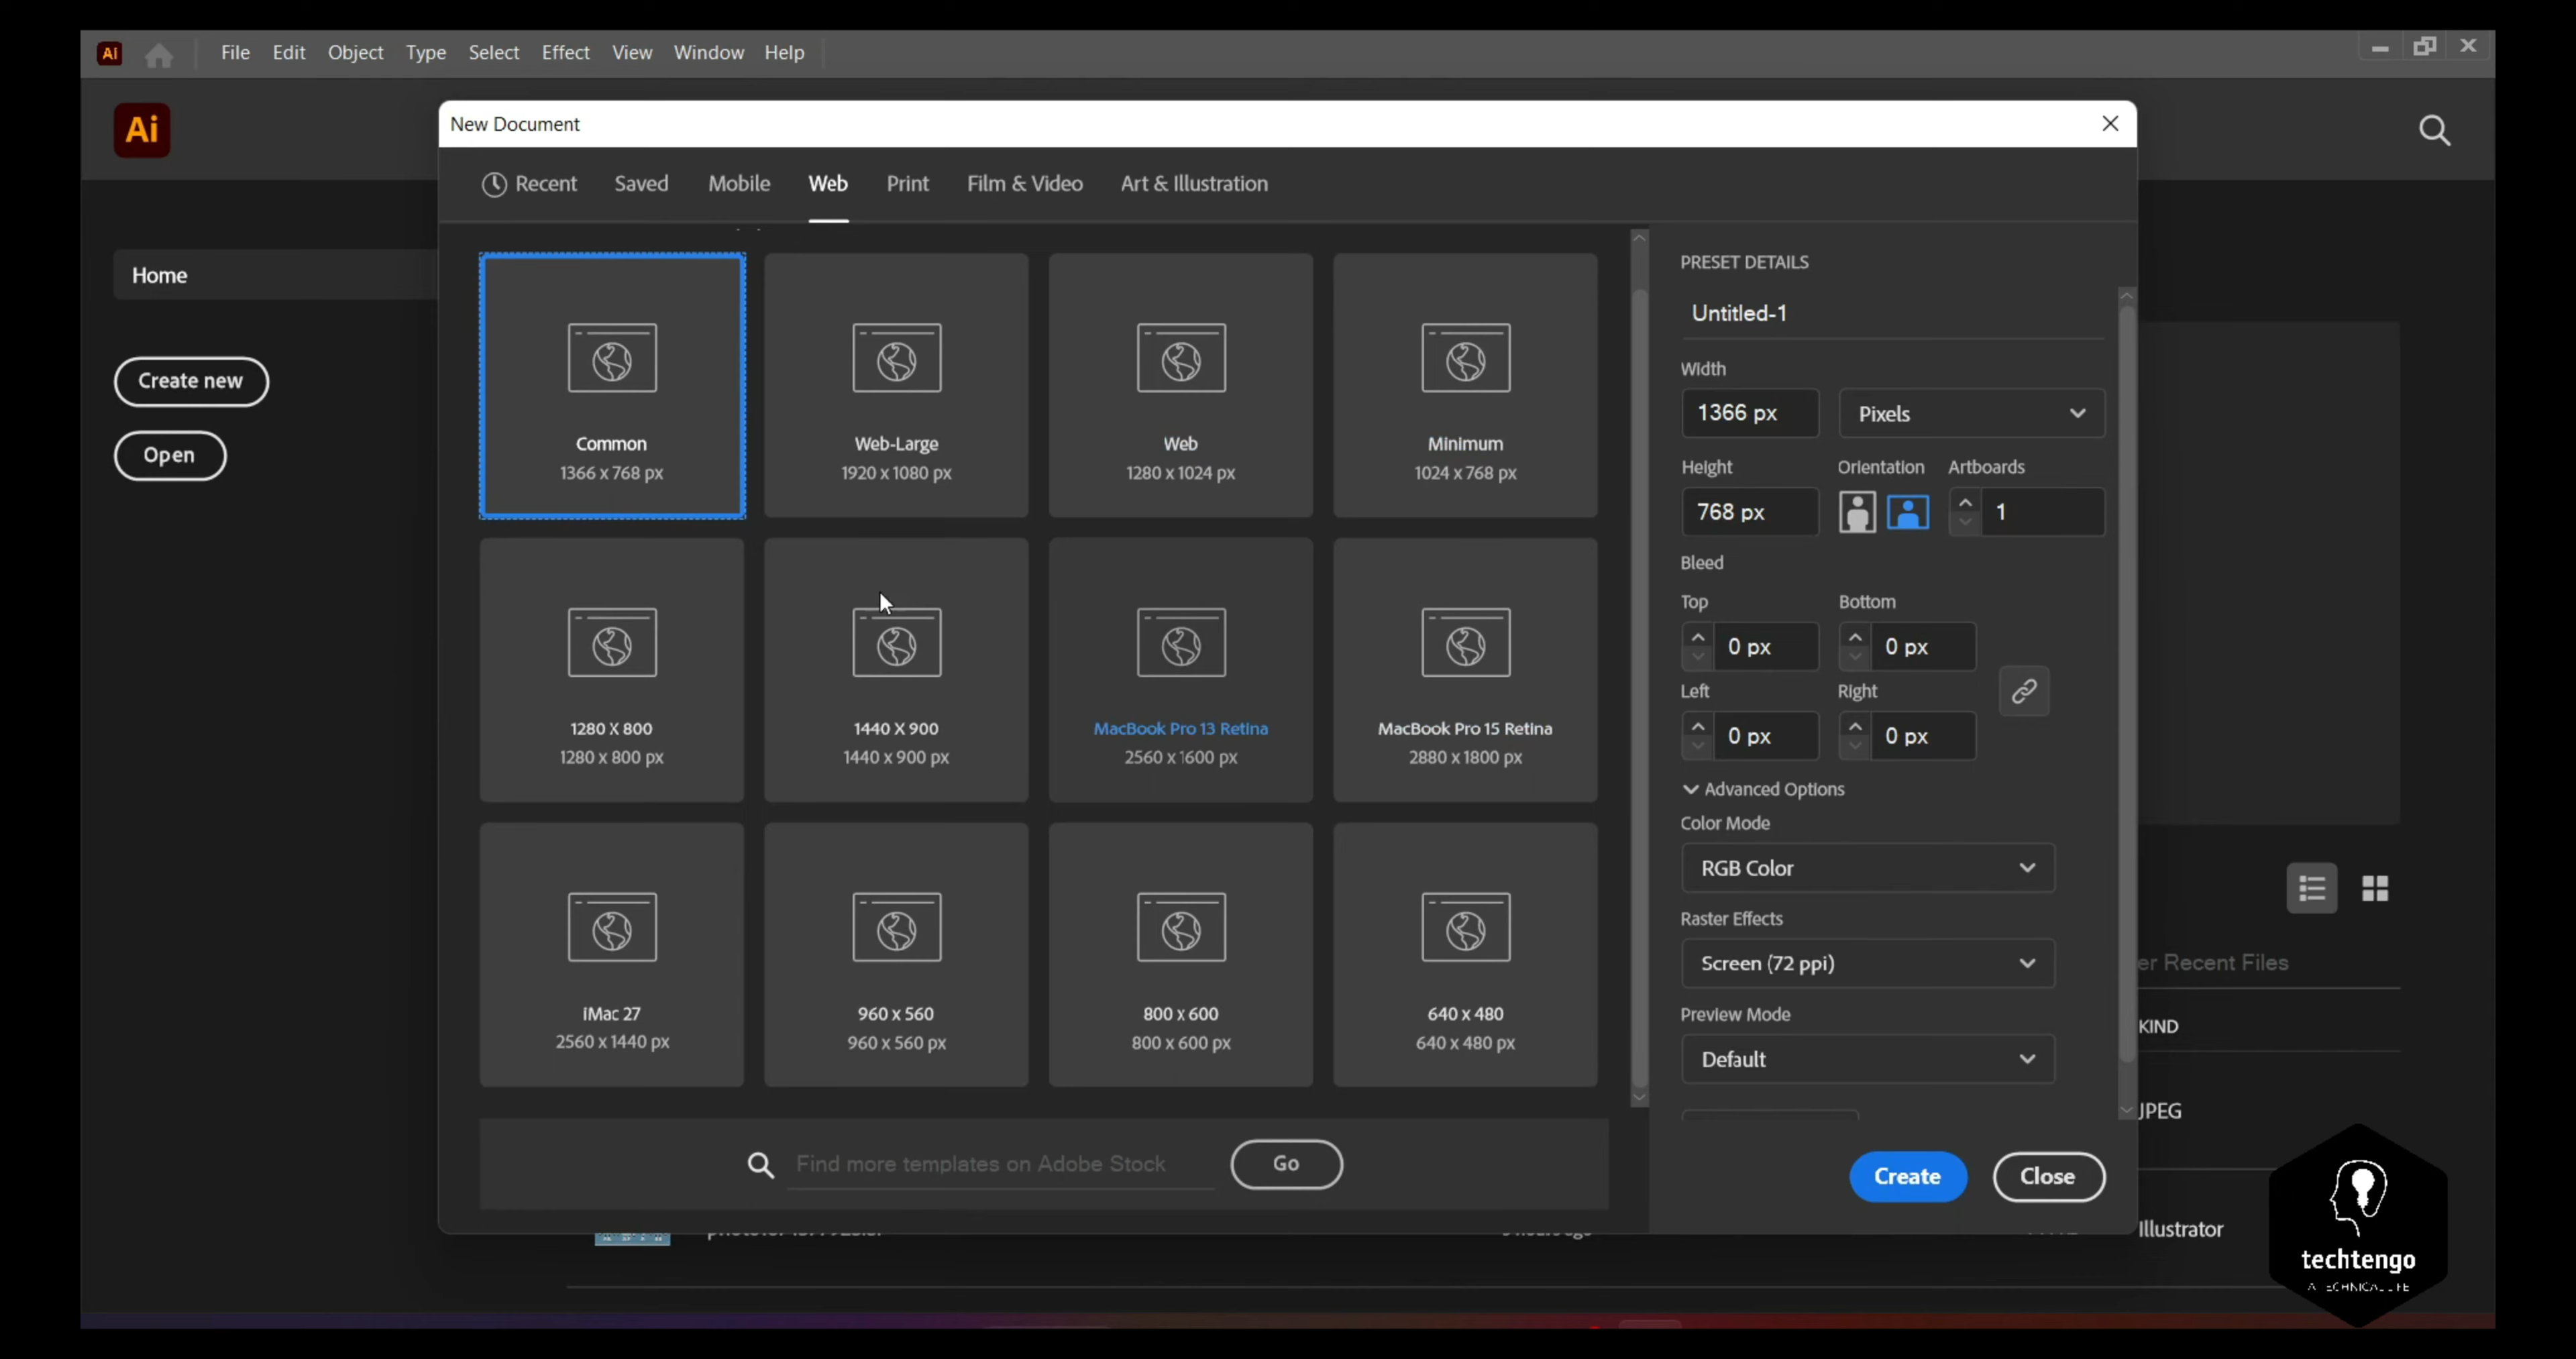 Ai File Edit Object Type Select Effect View Window Help
Ai
New Document
Recent Saved Mobile Web Print Film & Video Art & Illustration
Home
Create new
Open
Common
1366 x 768 px
Web-Large
1920 x 1080 px
Web
1280 x 1024 px
Minimum
1024 x 768 px
1280 X 800
1280 x 800 px
1440 X 900
1440 x 900 px
MacBook Pro 13 Retina
2560 x 1600 px
MacBook Pro 15 Retina
2880 x 1800 px
iMac 27
2560 x 1440 px
960 x 560
960 x 560 px
800 x 600
800 x 600 px
640 x 480
640 x 480 px
Find more templates on Adobe Stock Go
PRESET DETAILS
Untitled-1
Width
1366 px Pixels
Height Orientation Artboards
768 px 1
Bleed
Top Bottom
0 px 0 px
Left Right
0 px 0 px
Advanced Options
Color Mode
RGB Color
Raster Effects
Screen (72 ppi)
Preview Mode
Default
Create Close
er Recent Files
KIND
JPEG
Illustrator
techtengo